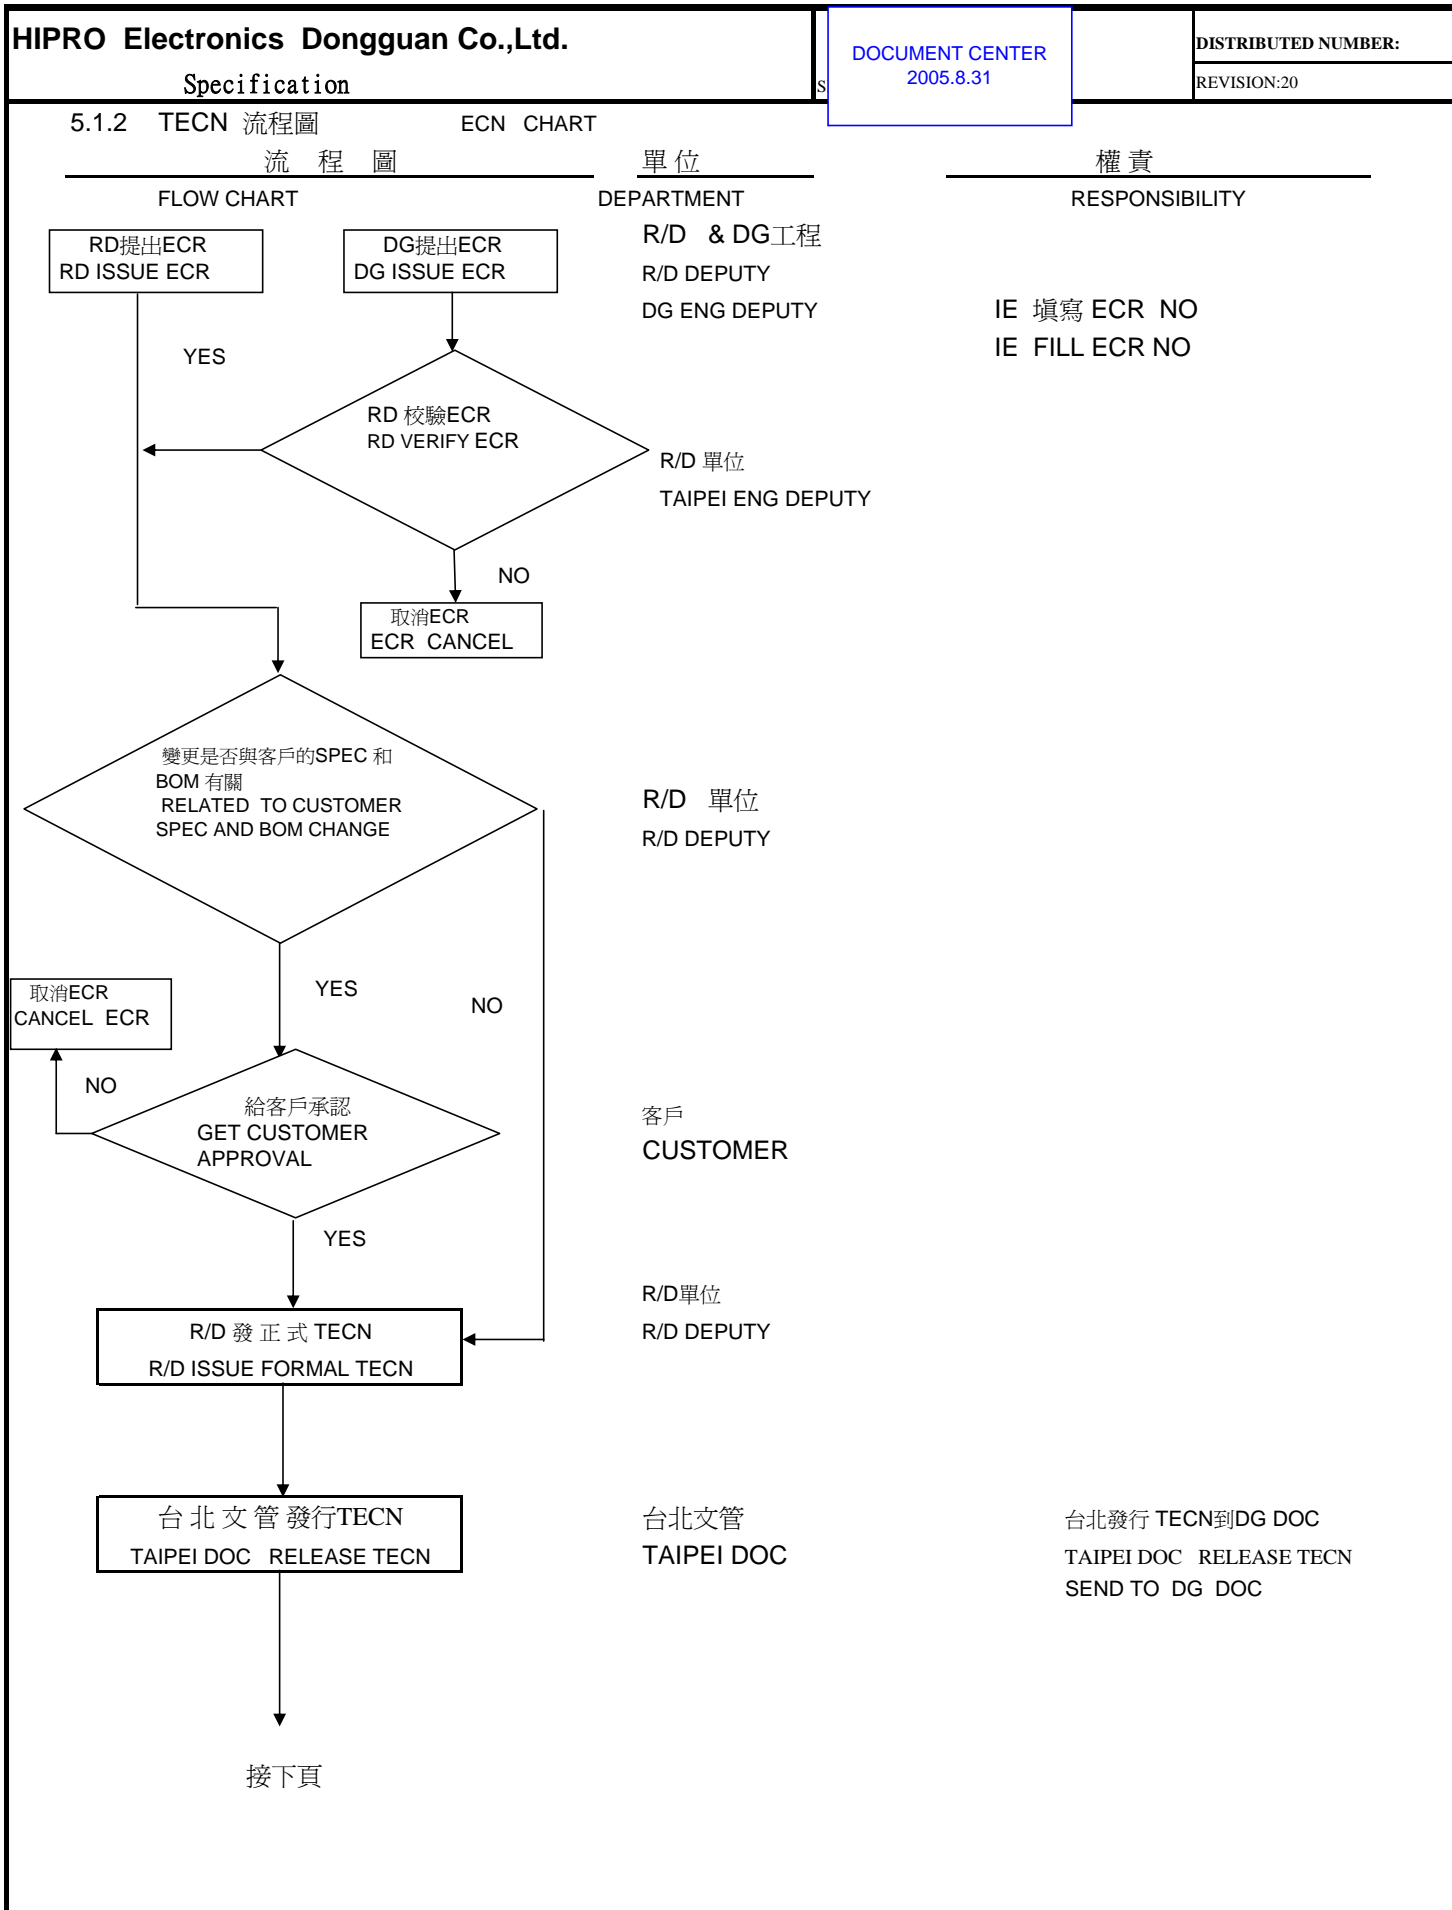 HIPRO Electronics Dongguan Co.,Ltd.
Specification
S
DOCUMENT CENTER
2005.8.31
DISTRIBUTED NUMBER:
REVISION:20
5.1.2 TECN 流程圖 ECN CHART
流 程 圖 單 位 權 責
FLOW CHART DEPARTMENT RESPONSIBILITY
RD提出ECR
RD ISSUE ECR
DG提出ECR
DG ISSUE ECR
R/D & DG工程
R/D DEPUTY
DG ENG DEPUTY
IE 塡寫 ECR NO
IE FILL ECR NO
YES
RD 校驗ECR
RD VERIFY ECR
R/D 單位
TAIPEI ENG DEPUTY
NO
取消ECR
ECR CANCEL
變更是否與客戶的SPEC 和
BOM 有關
RELATED TO CUSTOMER
SPEC AND BOM CHANGE
R/D 單位
R/D DEPUTY
YES
NO
取消ECR
CANCEL ECR
NO
給客戶承認
GET CUSTOMER
APPROVAL
客戶
CUSTOMER
YES
R/D 發 正 式 TECN
R/D ISSUE FORMAL TECN
R/D單位
R/D DEPUTY
台 北 文 管 發行TECN
TAIPEI DOC RELEASE TECN
台北文管
TAIPEI DOC
台北發行 TECN到DG DOC
TAIPEI DOC RELEASE TECN
SEND TO DG DOC
接下頁